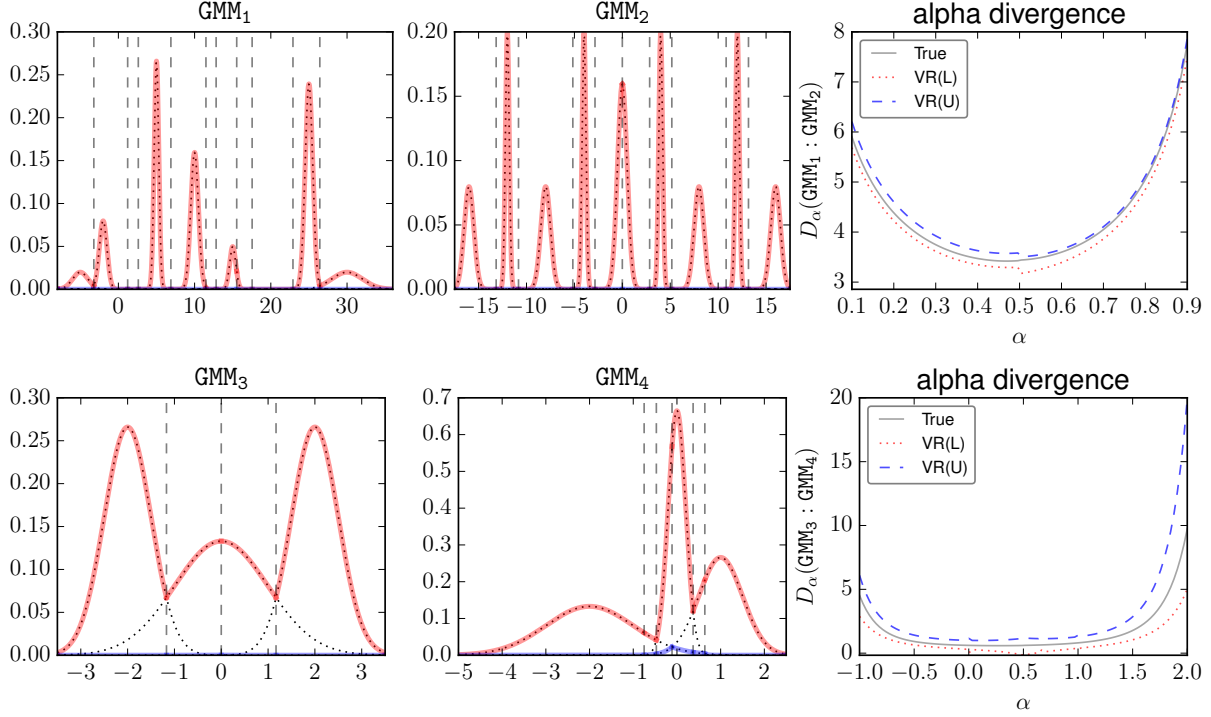 GMM₁
0.30
0.25
0.20
0.15
0.10
0.05
0.00
0 10 20 30
GMM₂
0.20
0.15
0.10
0.05
0.00
−15 −10 −5 0 5 10 15
alpha divergence
8
7
6
5
4
3
Dα(GMM₁ : GMM₂)
True
VR(L)
VR(U)
0.1 0.2 0.3 0.4 0.5 0.6 0.7 0.8 0.9
α
GMM₃
0.30
0.25
0.20
0.15
0.10
0.05
0.00
−3 −2 −1 0 1 2 3
GMM₄
0.7
0.6
0.5
0.4
0.3
0.2
0.1
0.0
−5 −4 −3 −2 −1 0 1 2
alpha divergence
20
15
10
5
0
Dα(GMM₃ : GMM₄)
True
VR(L)
VR(U)
−1.0 −0.5 0.0 0.5 1.0 1.5 2.0
α